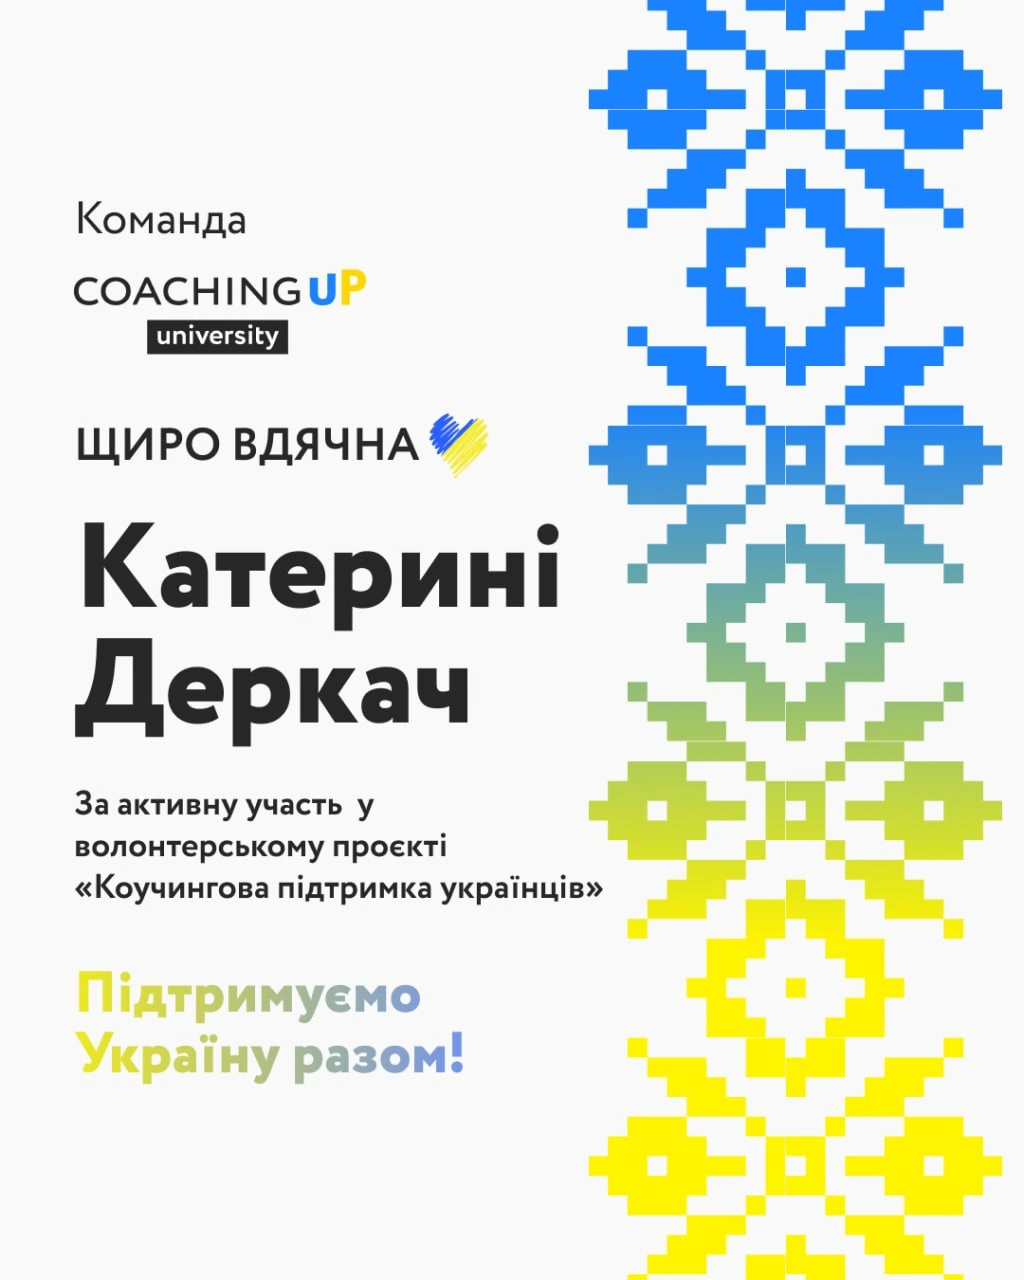 Команда
COACHING UP
university
ЩИРО ВДЯЧНА
Катерині
Деркач
За активну участь у
волонтерському проєкті
«Коучингова підтримка українців»
Підтримуємо
Україну разом!